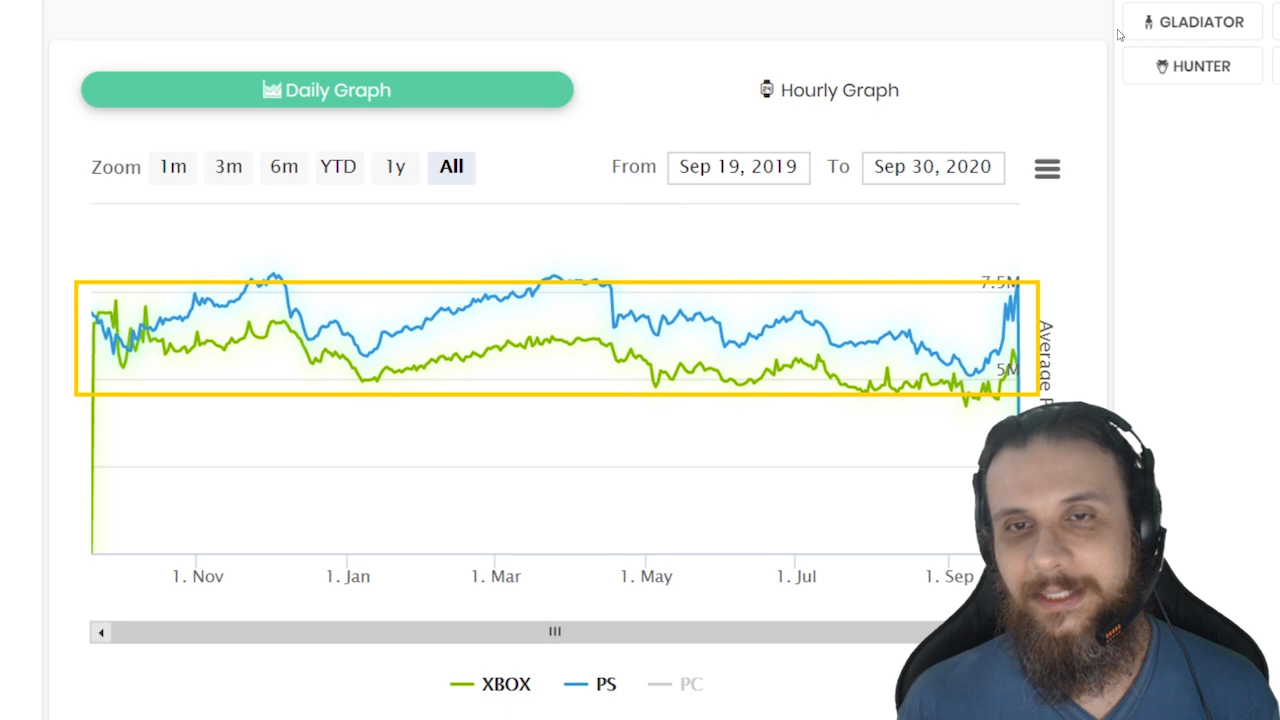 GLADIATOR
HUNTER
Daily Graph
Hourly Graph
Zoom 1m 3m 6m YTD 1y All
From Sep 19, 2019 To Sep 30, 2020
7.5M
5M
Average
1. Nov 1. Jan 1. Mar 1. May 1. Jul 1. Sep
XBOX PS PC